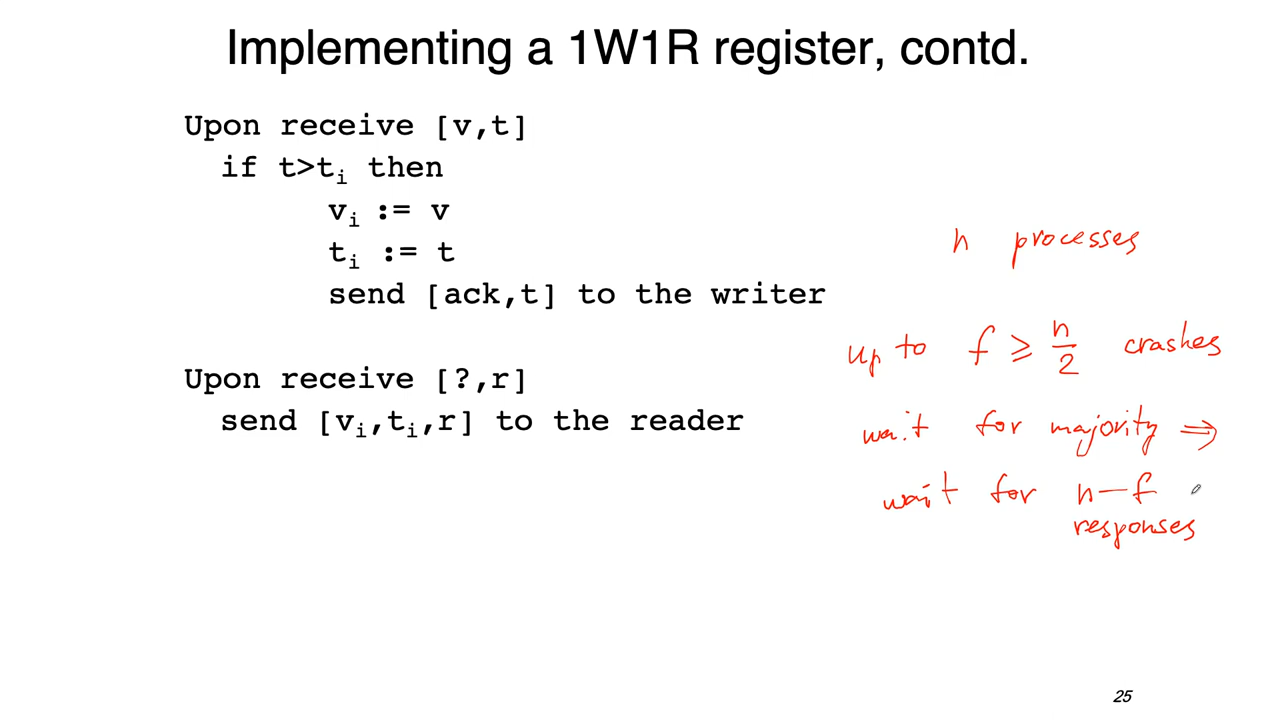 Implementing a 1W1R register, contd.
Upon receive [v,t]
if t>ti then
vi := v
ti := t
send [ack,t] to the writer
Upon receive [?,r]
send [vi,ti,r] to the reader
n processes
up to f ⩾ n/2 crashes
wait for majority ⇒
wait for n-f
responses
25